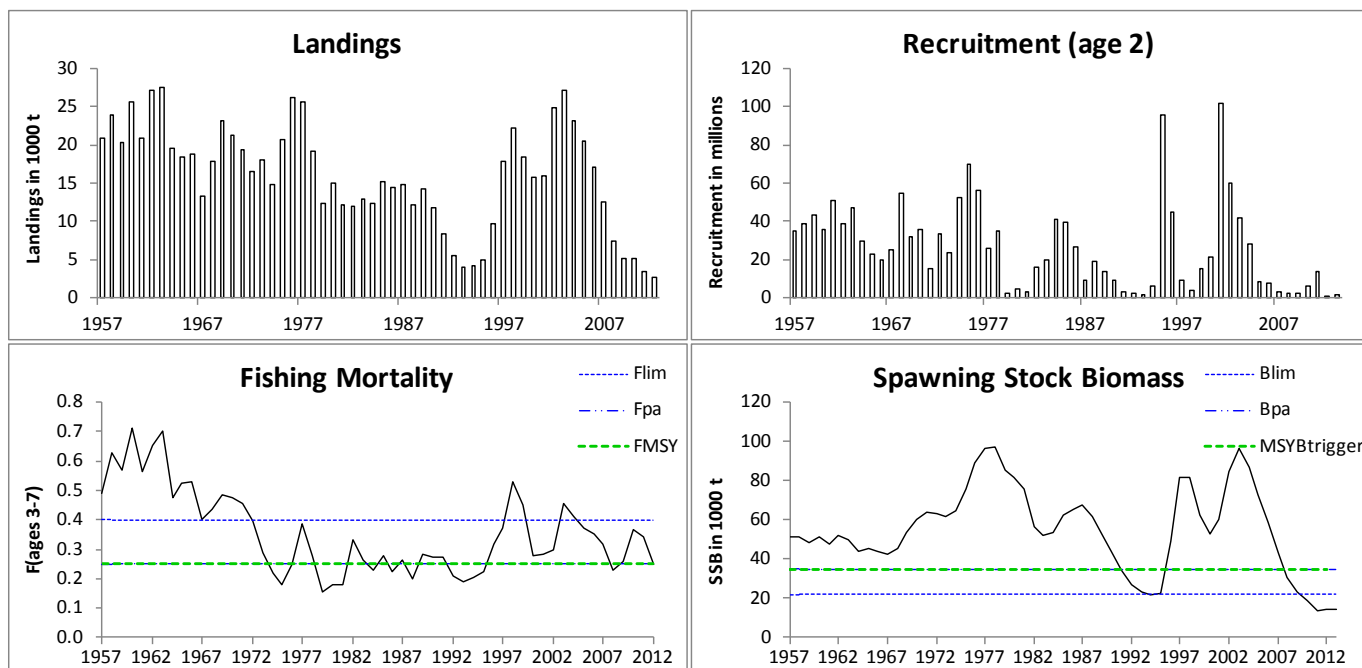 Landings
Landings in 1000 t
30
25
20
15
10
5
0
1957 1967 1977 1987 1997 2007
Recruitment (age 2)
Recruitment in millions
120
100
80
60
40
20
0
1957 1967 1977 1987 1997 2007
Fishing Mortality
Flim
Fpa
FMSY
F(ages 3-7)
0.8
0.7
0.6
0.5
0.4
0.3
0.2
0.1
0.0
1957 1962 1967 1972 1977 1982 1987 1992 1997 2002 2007 2012
Spawning Stock Biomass
Blim
Bpa
MSYBtrigger
SSB in 1000 t
120
100
80
60
40
20
0
1957 1962 1967 1972 1977 1982 1987 1992 1997 2002 2007 2012